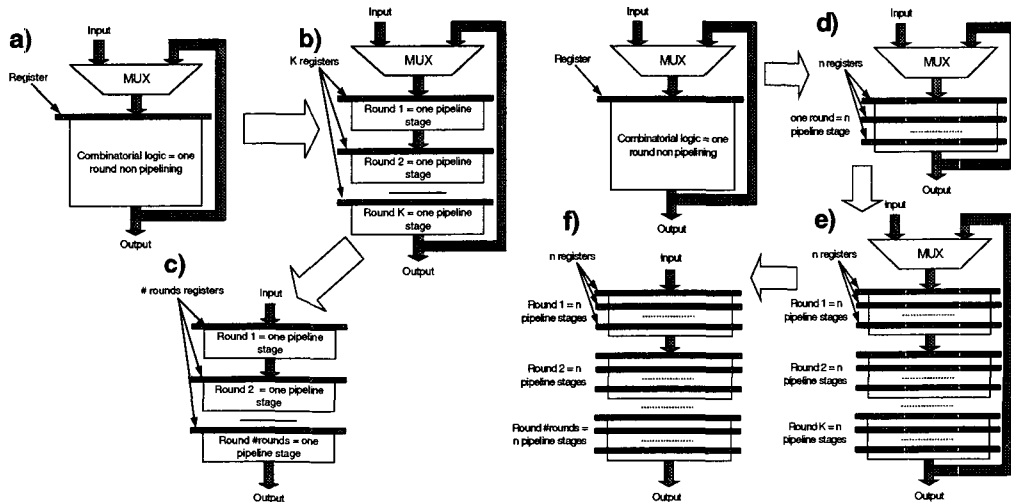 a)
Input
MUX
Register
Combinatorial logic = one
round non pipelining
Output
b)
Input
MUX
K registers
Round 1 = one pipeline
stage
Round 2 = one pipeline
stage
Round K = one pipeline
stage
Output
c)
# rounds registers
Input
Round 1 = one pipeline
stage
Round 2 = one pipeline
stage
Round #rounds = one
pipeline stage
Output
Input
MUX
Register
Combinatorial logic = one
round non pipelining
Output
d)
Input
MUX
n registers
one round = n
pipeline stage
Output
e)
Input
MUX
n registers
Round 1 = n
pipeline stages
Round 2 = n
pipeline stages
Round K = n
pipeline stages
Output
f)
Input
n registers
Round 1 = n
pipeline stages
Round 2 = n
pipeline stages
Round #rounds =
n pipeline stages
Output